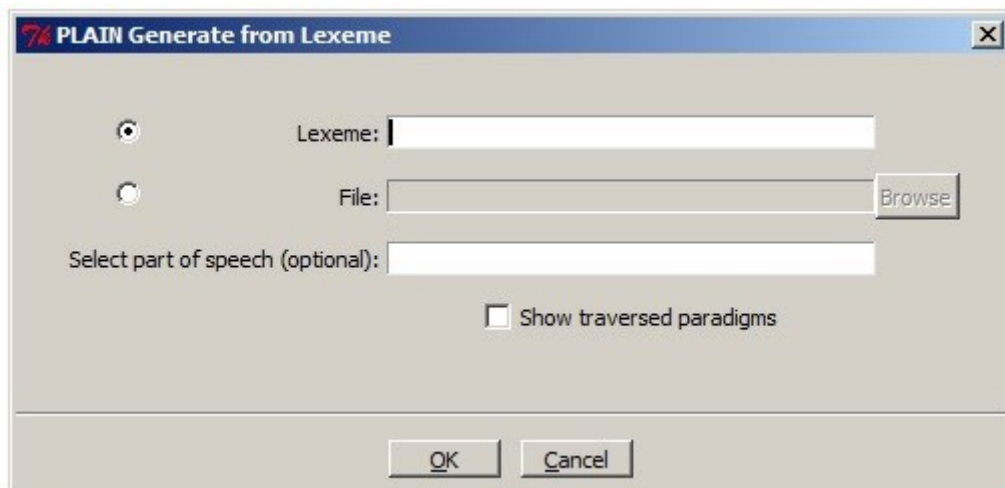 PLAIN Generate from Lexeme
Lexeme:
File: Browse
Select part of speech (optional):
Show traversed paradigms
OK Cancel